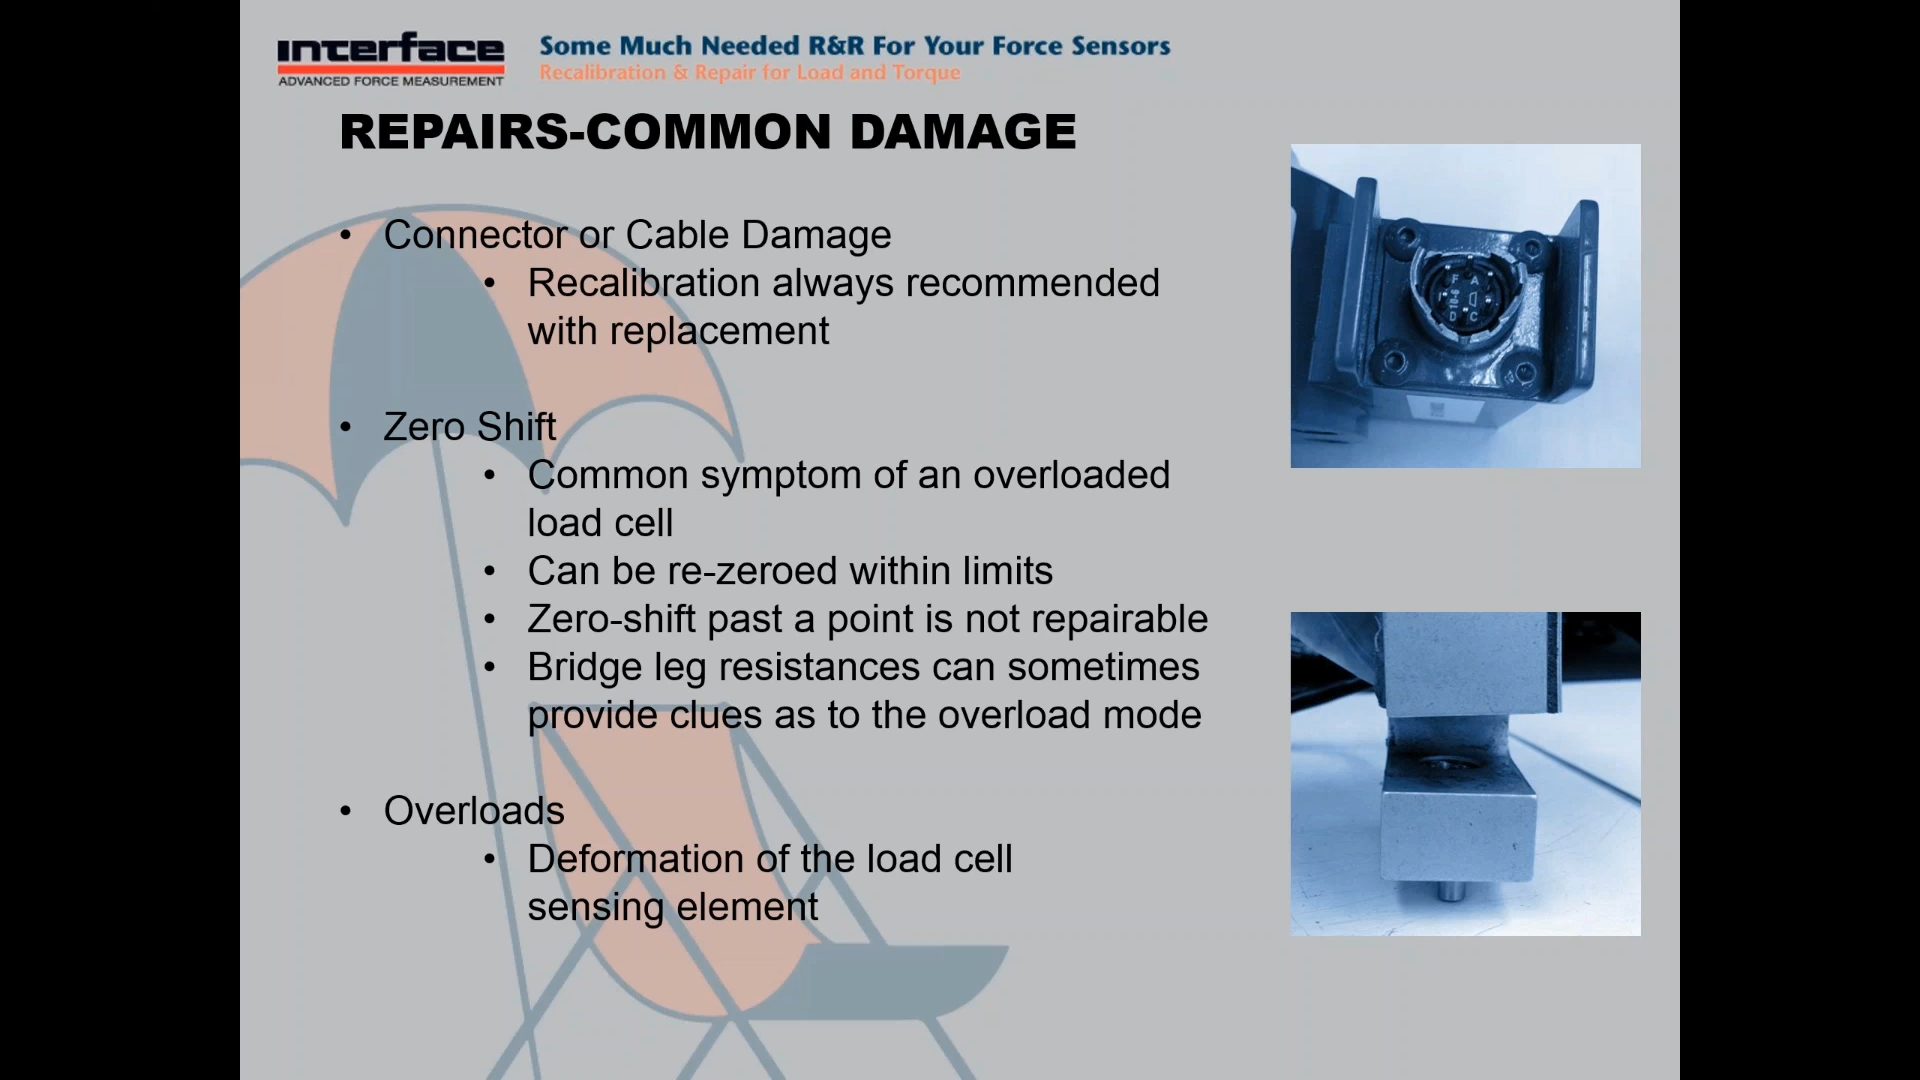 interface
ADVANCED FORCE MEASUREMENT
Some Much Needed R&R For Your Force Sensors
Recalibration & Repair for Load and Torque
REPAIRS-COMMON DAMAGE
• Connector or Cable Damage
• Recalibration always recommended
with replacement
• Zero Shift
• Common symptom of an overloaded
load cell
• Can be re-zeroed within limits
• Zero-shift past a point is not repairable
• Bridge leg resistances can sometimes
provide clues as to the overload mode
• Overloads
• Deformation of the load cell
sensing element
F A
D C